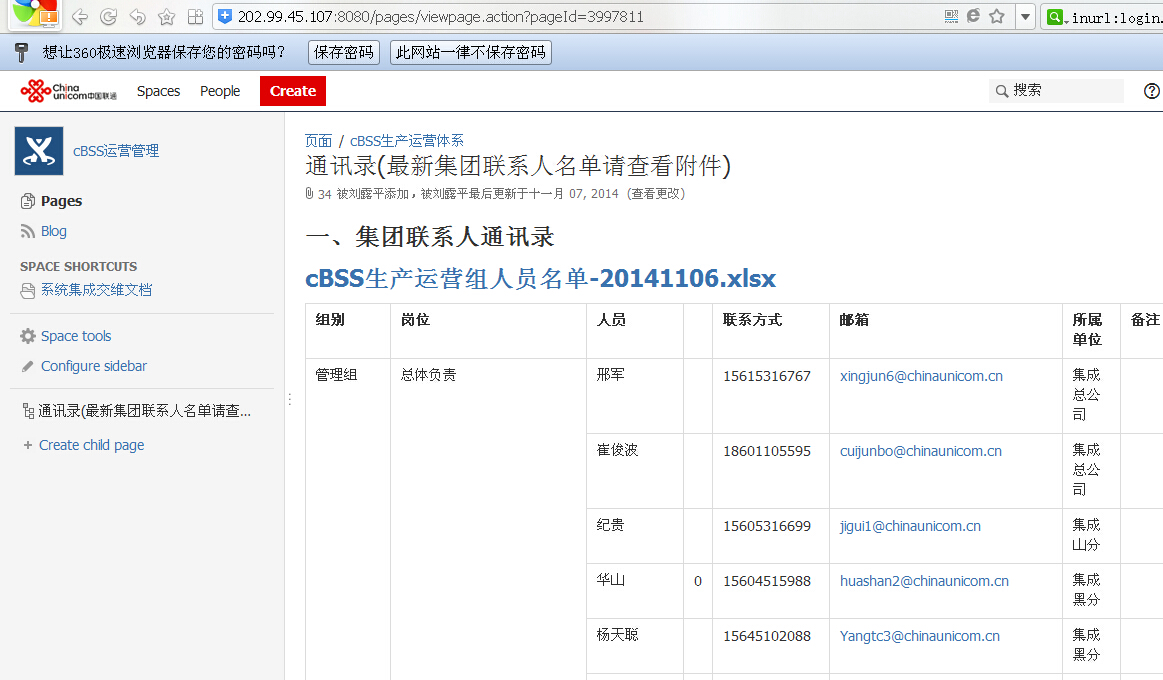 202.99.45.107:8080/pages/viewpage.action?pageId=3997811
inurl:login.
想让360极速浏览器保存您的密码吗?
保存密码
此网站一律不保存密码
China unicom中国联通
Spaces
People
Create
搜索
cBSS运营管理
Pages
Blog
SPACE SHORTCUTS
系统集成交维文档
Space tools
Configure sidebar
通讯录(最新集团联系人名单请查...
+ Create child page
页面 / cBSS生产运营体系
通讯录(最新集团联系人名单请查看附件)
34 被刘露平添加，被刘露平最后更新于十一月 07, 2014 (查看更改)
一、集团联系人通讯录
cBSS生产运营组人员名单-20141106.xlsx
组别 岗位 人员 联系方式 邮箱 所属单位 备注
管理组 总体负责 邢军 15615316767 xingjun6@chinaunicom.cn 集成总公司
崔俊波 18601105595 cuijunbo@chinaunicom.cn 集成总公司
纪贵 15605316699 jigui1@chinaunicom.cn 集成山分
华山 0 15604515988 huashan2@chinaunicom.cn 集成黑分
杨天聪 15645102088 Yangtc3@chinaunicom.cn 集成黑分